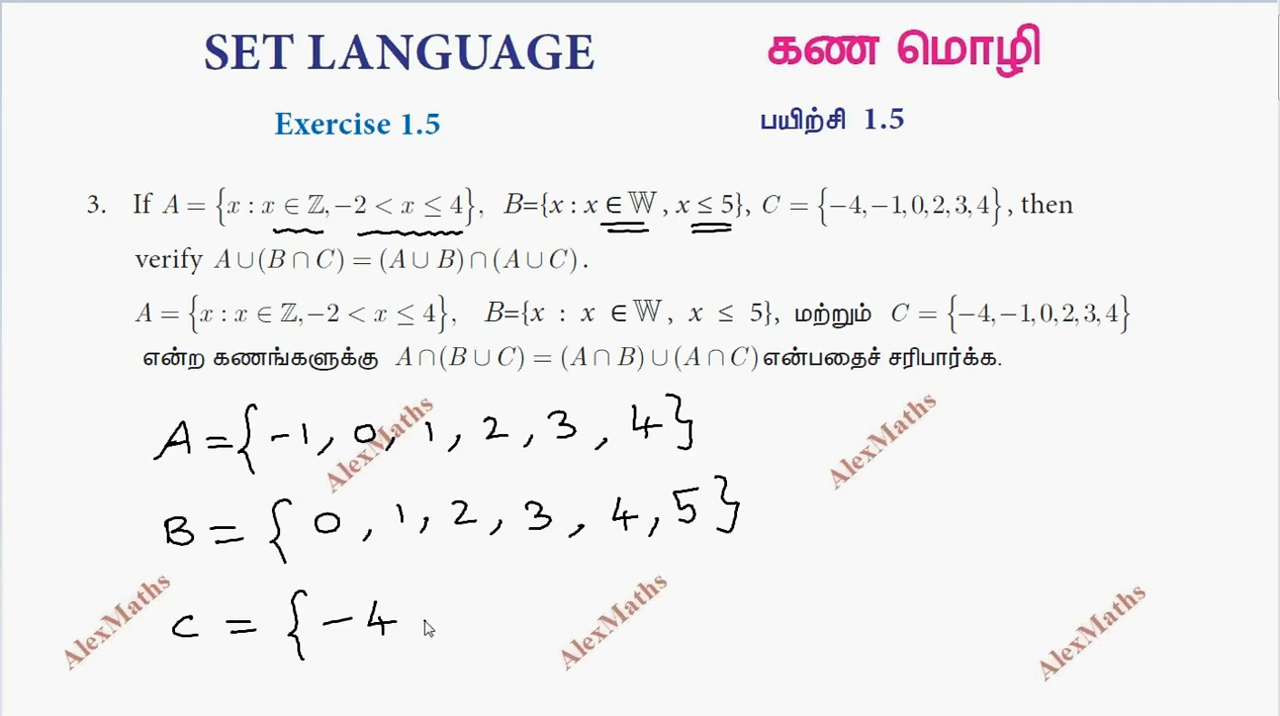 SET LANGUAGE கண மொழி
Exercise 1.5 பயிற்சி 1.5
3. If A = {x : x ∈ ℤ, −2 < x ≤ 4}, B={x : x ∈ 𝕎, x ≤ 5}, C = {−4, −1, 0, 2, 3, 4}, then
verify A ∪ (B ∩ C) = (A ∪ B) ∩ (A ∪ C).
A = {x : x ∈ ℤ, −2 < x ≤ 4}, B={x : x ∈ 𝕎, x ≤ 5}, மற்றும் C = {−4, −1, 0, 2, 3, 4}
என்ற கணங்களுக்கு A ∩ (B ∪ C) = (A ∩ B) ∪ (A ∩ C) என்பதைச் சரிபார்க்க.
A = {-1, 0, 1, 2, 3, 4}
AlexMaths AlexMaths
B = {0, 1, 2, 3, 4, 5}
C = {-4
AlexMaths AlexMaths AlexMaths